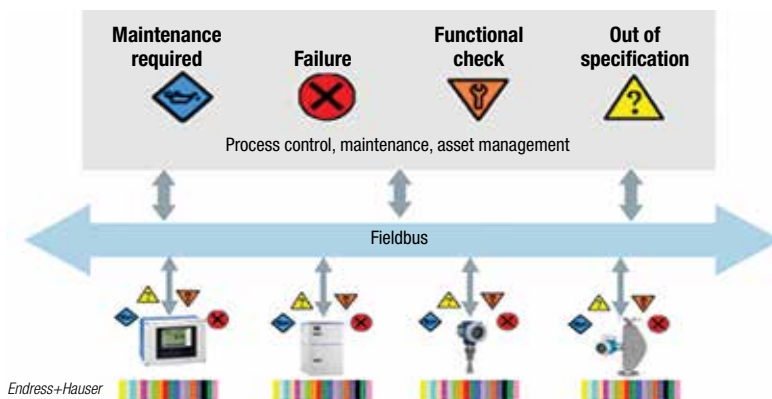 Maintenance
required
Failure
Functional
check
Out of
specification
?
Process control, maintenance, asset management
Fieldbus
Endress+Hauser